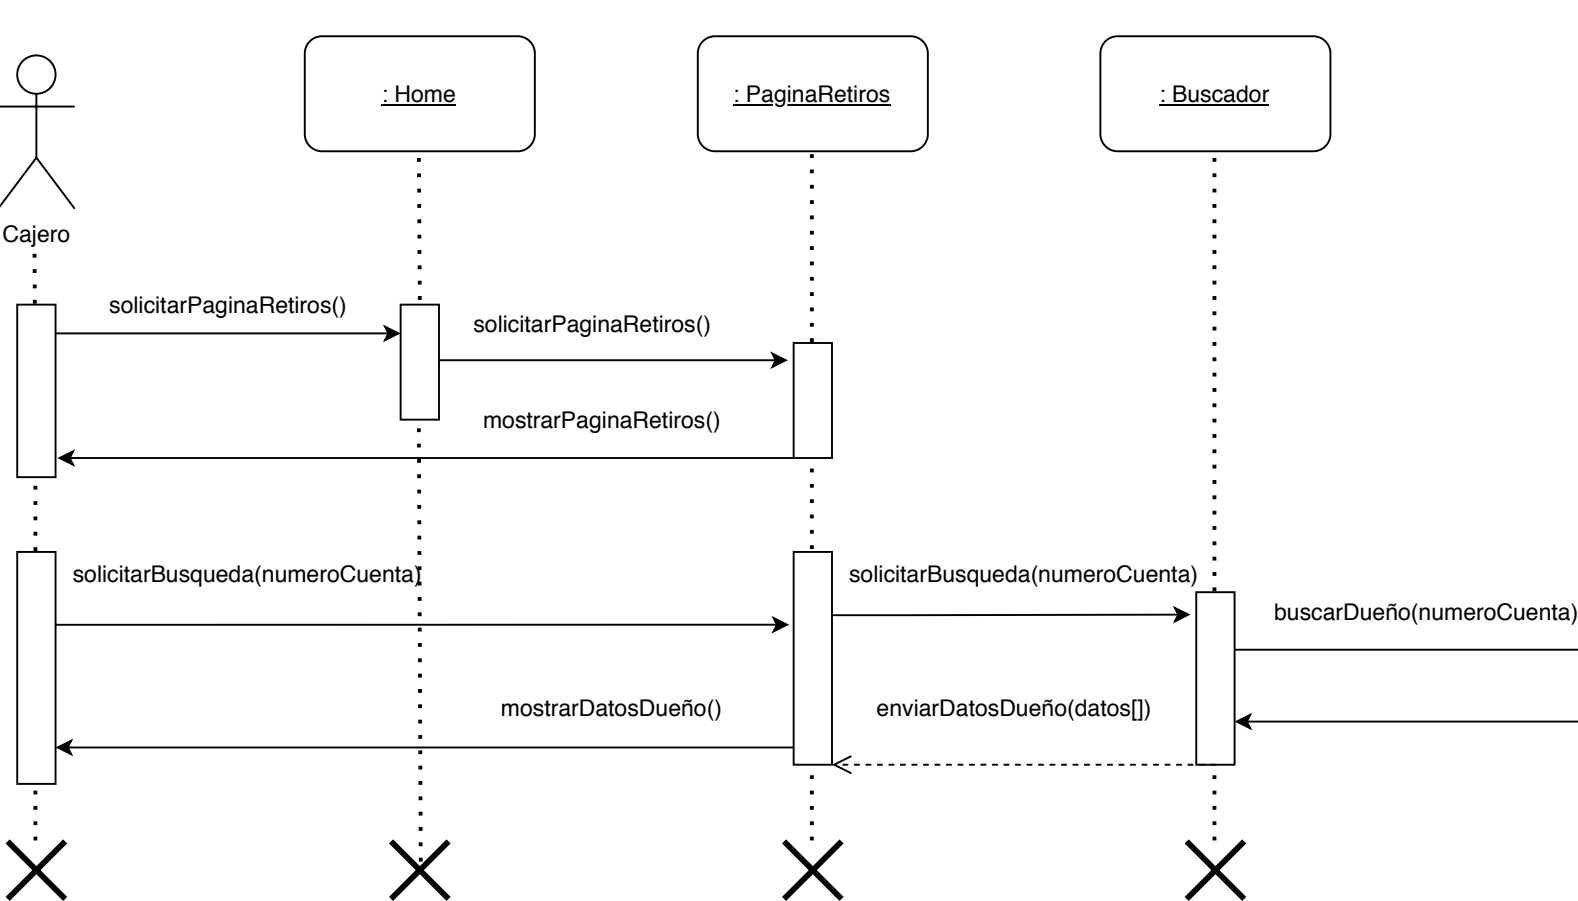 : Home
: PaginaRetiros
: Buscador
Cajero
solicitarPaginaRetiros()
solicitarPaginaRetiros()
mostrarPaginaRetiros()
solicitarBusqueda(numeroCuenta)
solicitarBusqueda(numeroCuenta)
buscarDueño(numeroCuenta)
mostrarDatosDueño()
enviarDatosDueño(datos[])